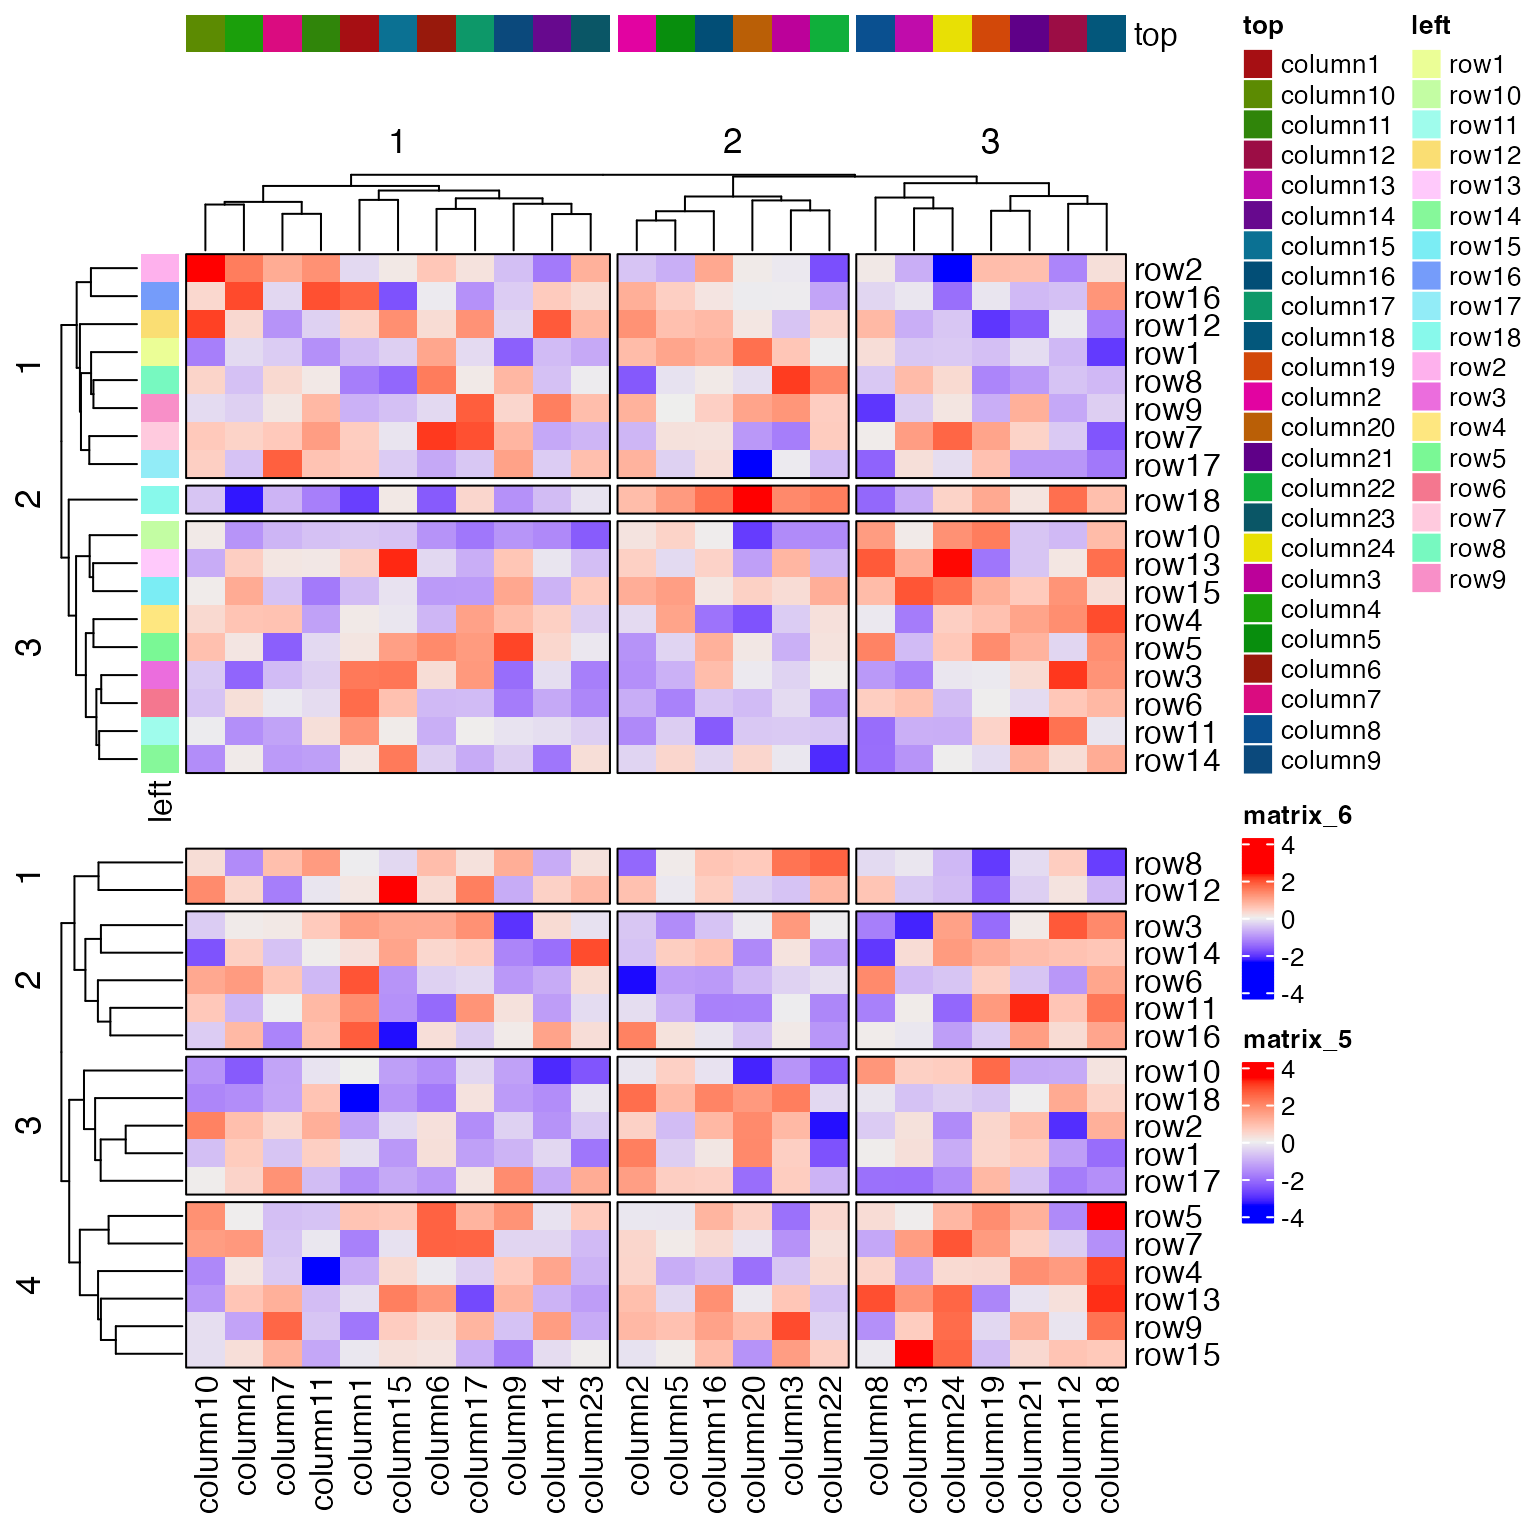 top
1
2
3
1
2
3
row2
row16
row12
row1
row8
row9
row7
row17
row18
row10
row13
row15
row4
row5
row3
row6
row11
row14
left
1
2
3
4
row8
row12
row3
row14
row6
row11
row16
row10
row18
row2
row1
row17
row5
row7
row4
row13
row9
row15
column10
column4
column7
column11
column1
column15
column6
column17
column9
column14
column23
column2
column5
column16
column20
column3
column22
column8
column13
column24
column19
column21
column12
column18
top
column1
column10
column11
column12
column13
column14
column15
column16
column17
column18
column19
column2
column20
column21
column22
column23
column24
column3
column4
column5
column6
column7
column8
column9
left
row1
row10
row11
row12
row13
row14
row15
row16
row17
row18
row2
row3
row4
row5
row6
row7
row8
row9
matrix_6
4
2
0
-2
-4
matrix_5
4
2
0
-2
-4